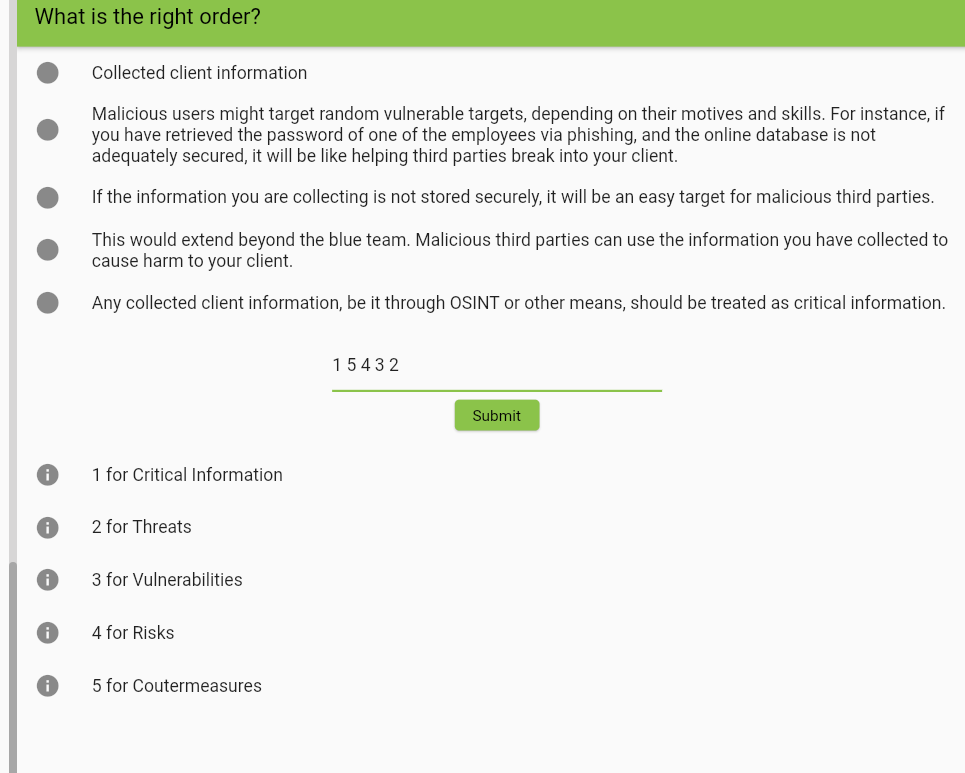 What is the right order?
Collected client information
Malicious users might target random vulnerable targets, depending on their motives and skills. For instance, if
you have retrieved the password of one of the employees via phishing, and the online database is not
adequately secured, it will be like helping third parties break into your client.
If the information you are collecting is not stored securely, it will be an easy target for malicious third parties.
This would extend beyond the blue team. Malicious third parties can use the information you have collected to
cause harm to your client.
Any collected client information, be it through OSINT or other means, should be treated as critical information.
1 5 4 3 2
Submit
1 for Critical Information
2 for Threats
3 for Vulnerabilities
4 for Risks
5 for Coutermeasures